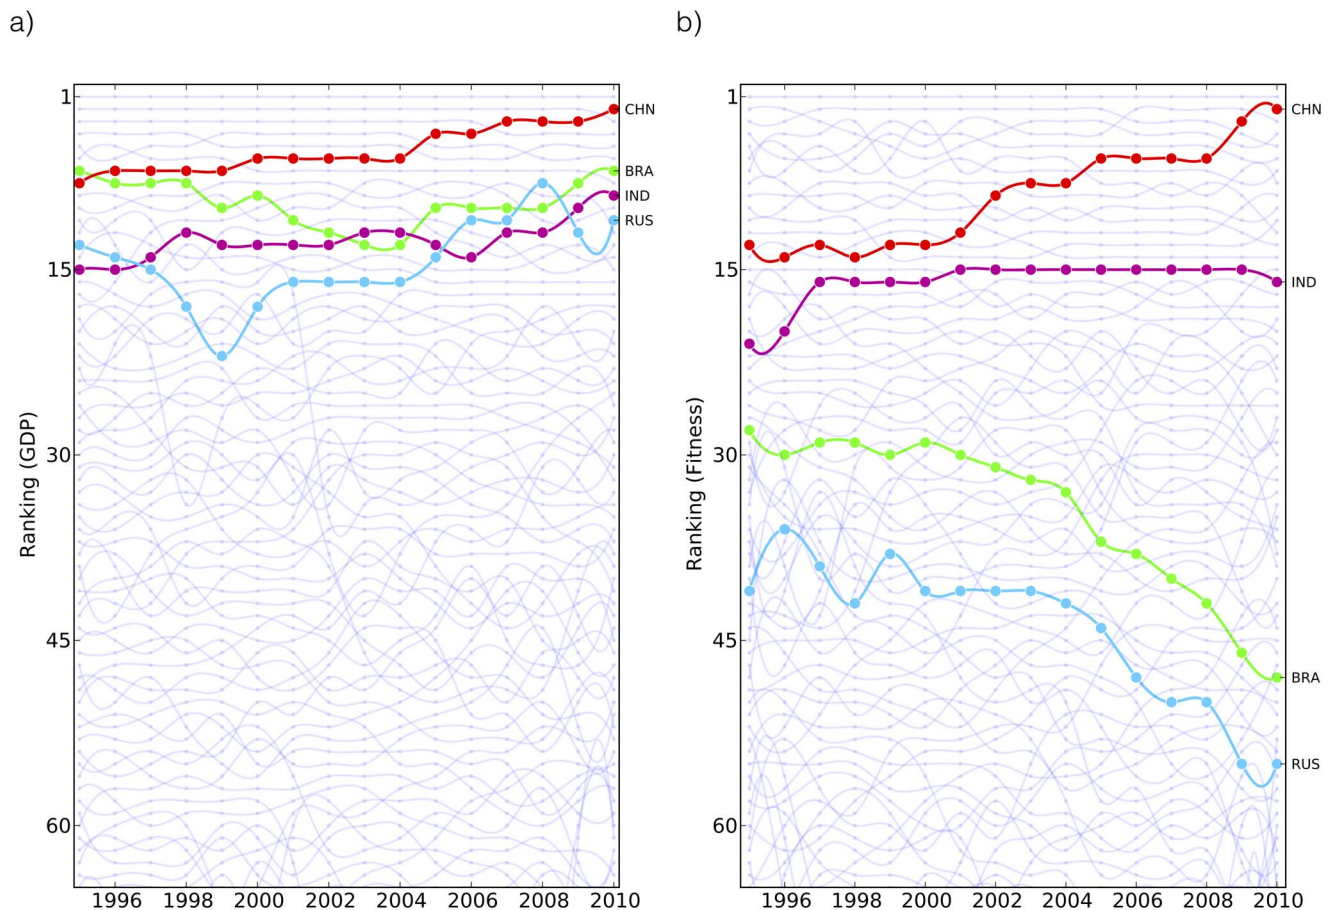 a)
1
15
30
45
60
Ranking (GDP)
CHN
BRA
IND
RUS
1996 1998 2000 2002 2004 2006 2008 2010
b)
1
15
30
45
60
Ranking (Fitness)
CHN
IND
BRA
RUS
1996 1998 2000 2002 2004 2006 2008 2010